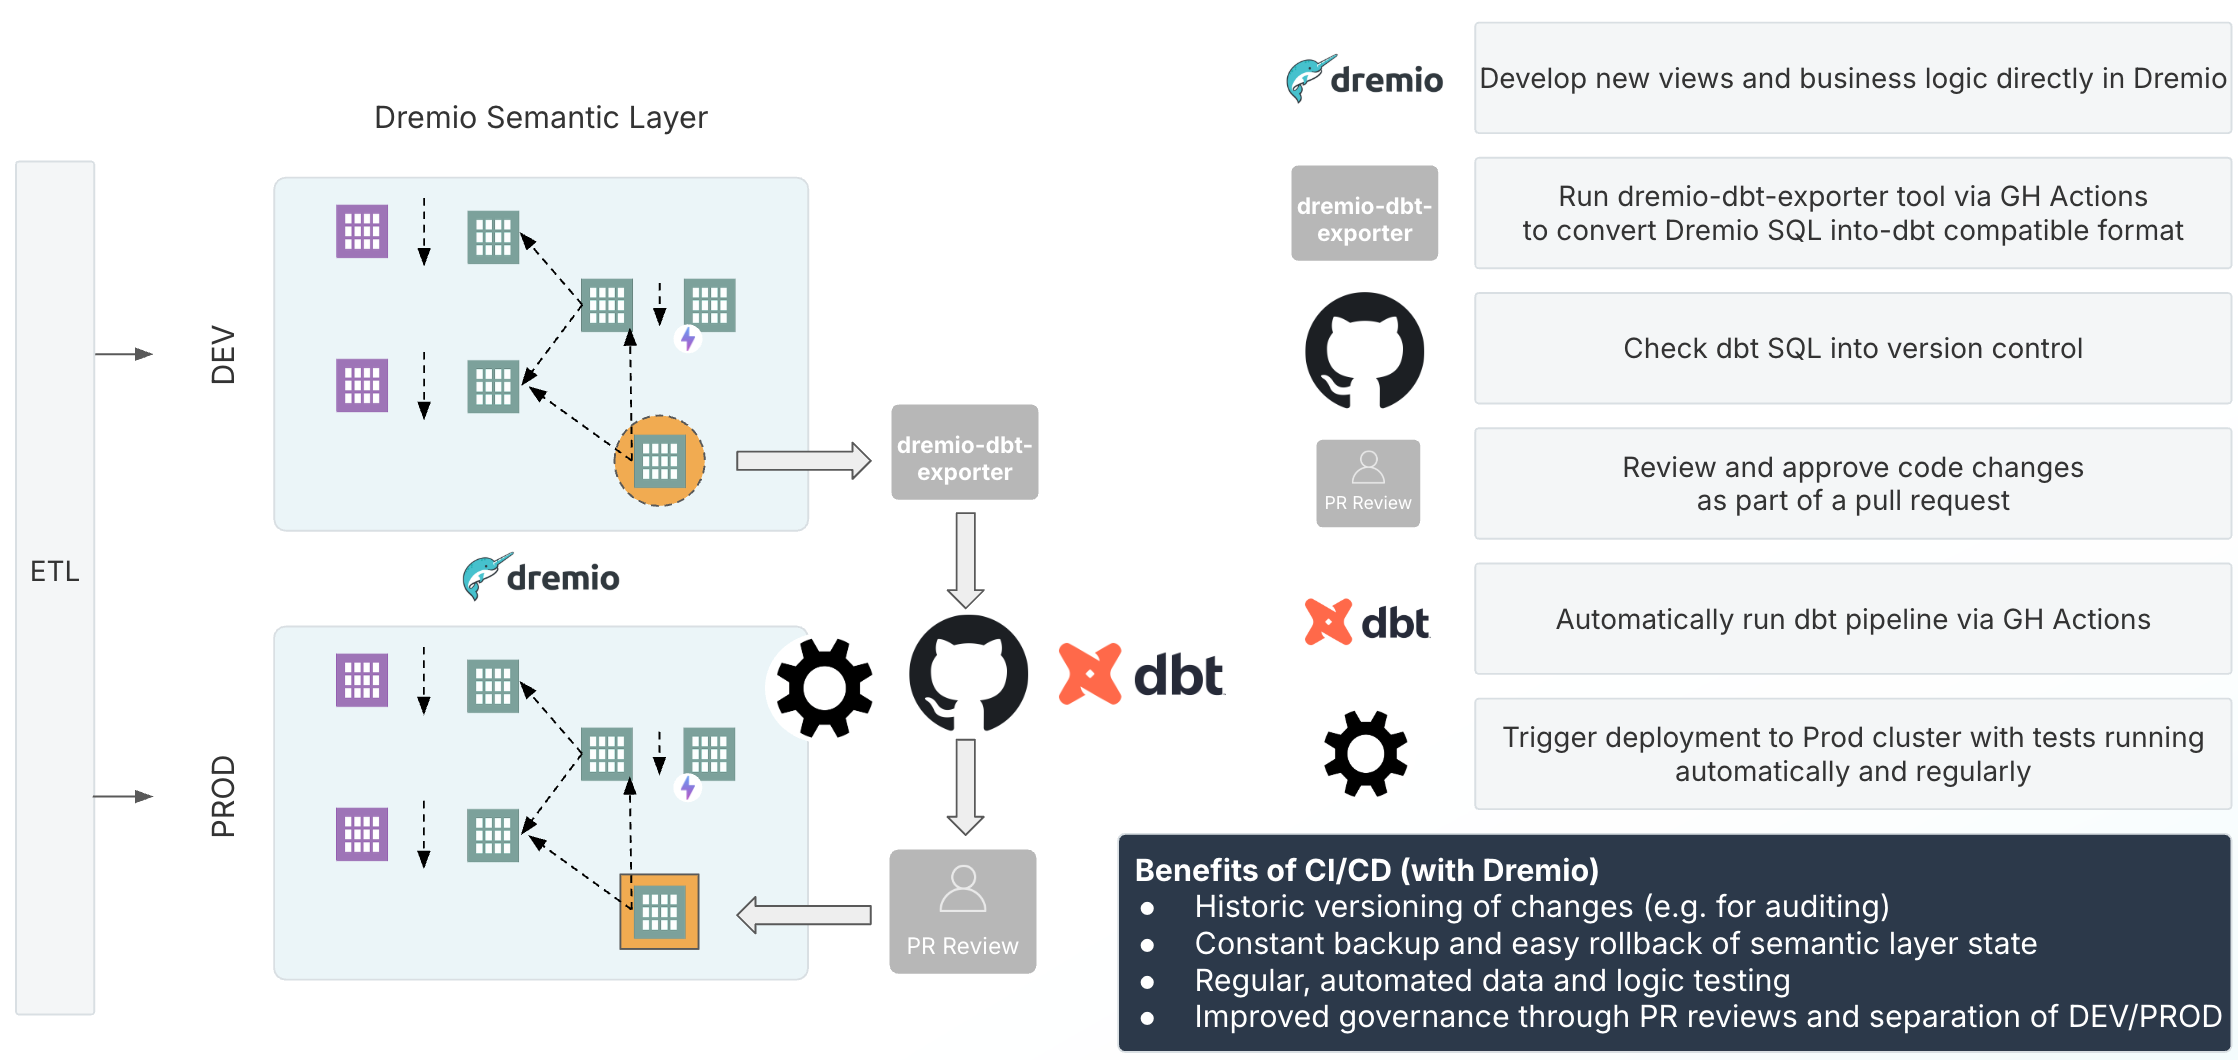 Dremio Semantic Layer
ETL
DEV
PROD
dremio
dremio-dbt-
exporter
dbt
PR Review
dremio
Develop new views and business logic directly in Dremio
dremio-dbt-
exporter
Run dremio-dbt-exporter tool via GH Actions
to convert Dremio SQL into-dbt compatible format
Check dbt SQL into version control
PR Review
Review and approve code changes
as part of a pull request
dbt
Automatically run dbt pipeline via GH Actions
Trigger deployment to Prod cluster with tests running
automatically and regularly
Benefits of CI/CD (with Dremio)
● Historic versioning of changes (e.g. for auditing)
● Constant backup and easy rollback of semantic layer state
● Regular, automated data and logic testing
● Improved governance through PR reviews and separation of DEV/PROD